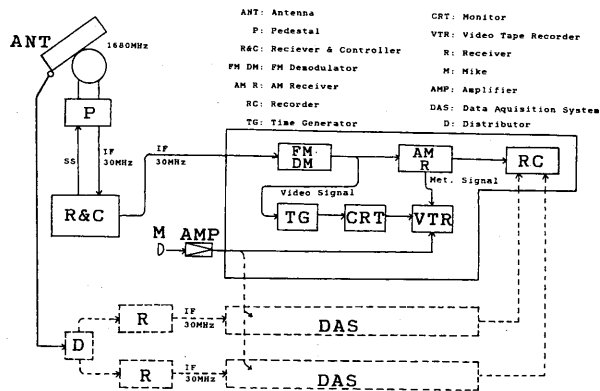 ANT: Antenna
P: Pedestal
R&C: Reciever & Controller
FM DM: FM Demodulator
AM R: AM Receiver
RC: Recorder
TG: Time Generator
CRT: Monitor
VTR: Video Tape Recorder
R: Receiver
M: Mike
AMP: Amplifier
DAS: Data Aquisition System
D: Distributor
ANT
1680MHz
P
SS
IF
30MHz
R&C
IF
30MHz
FM
DM
AM
R
RC
Video Signal
Met. Signal
TG
CRT
VTR
M
AMP
D
R
IF
30MHz
DAS
R
IF
30MHz
DAS